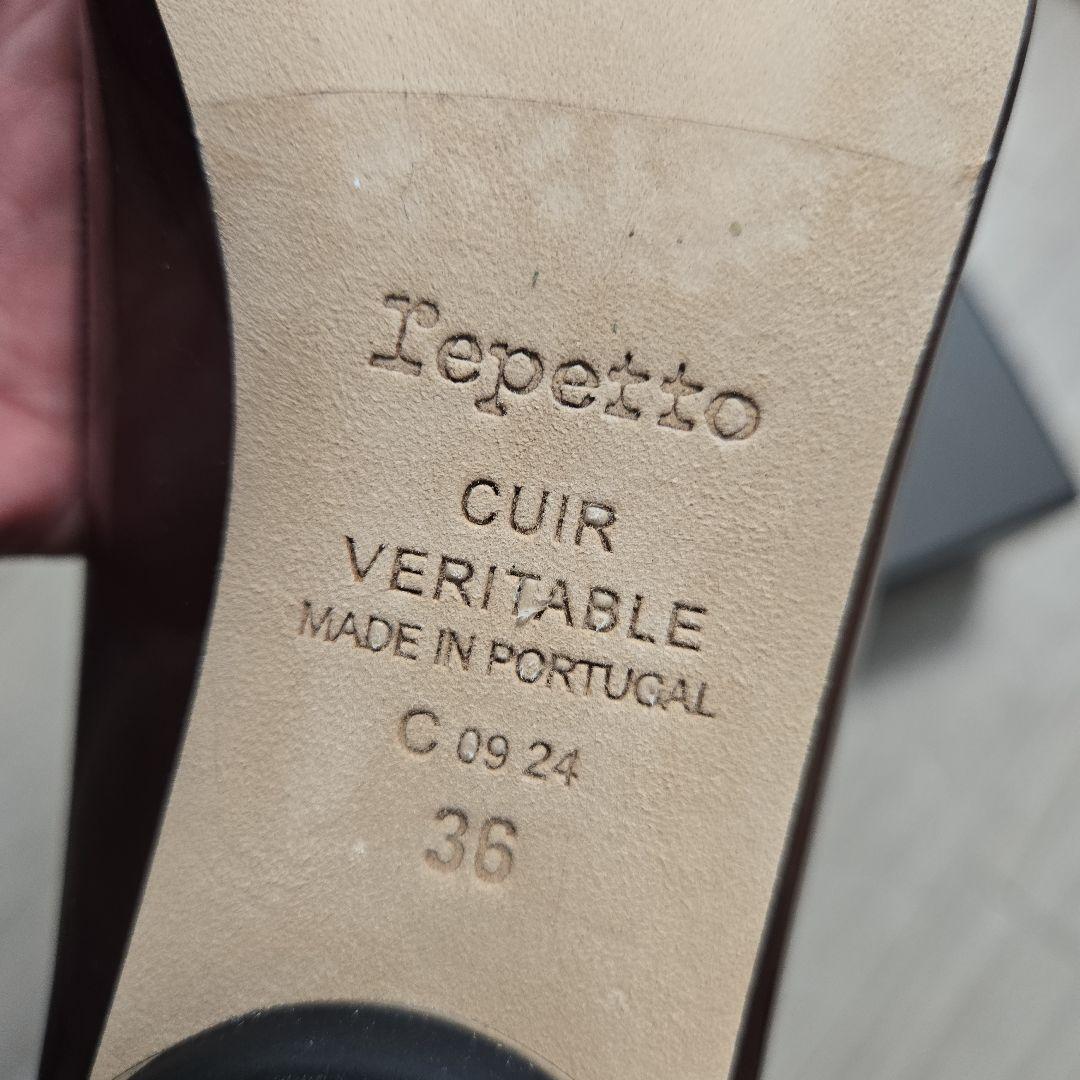 repetto
CUIR
VERITABLE
MADE IN PORTUGAL
C 09 24
36